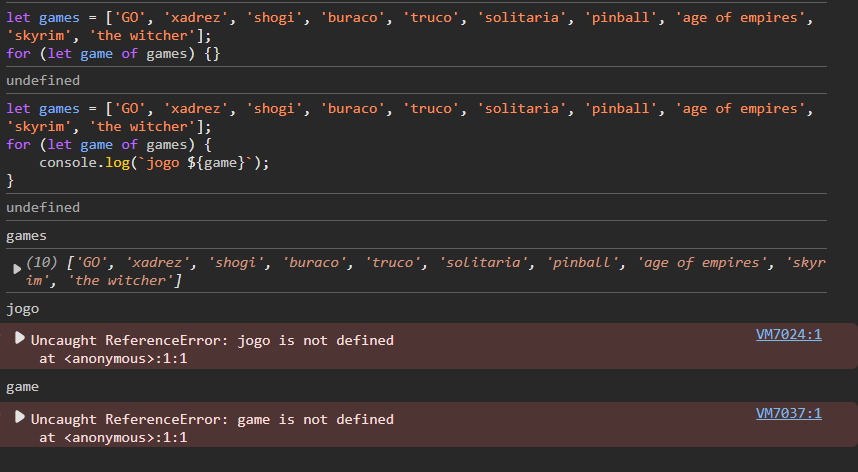 let games = ['GO', 'xadrez', 'shogi', 'buraco', 'truco', 'solitaria', 'pinball', 'age of empires',
'skyrim', 'the witcher'];
for (let game of games) {}
undefined
let games = ['GO', 'xadrez', 'shogi', 'buraco', 'truco', 'solitaria', 'pinball', 'age of empires',
'skyrim', 'the witcher'];
for (let game of games) {
    console.log(`jogo ${game}`);
}
undefined
games
(10) ['GO', 'xadrez', 'shogi', 'buraco', 'truco', 'solitaria', 'pinball', 'age of empires', 'skyr
im', 'the witcher']
jogo
Uncaught ReferenceError: jogo is not defined VM7024:1
    at <anonymous>:1:1
game
Uncaught ReferenceError: game is not defined VM7037:1
    at <anonymous>:1:1